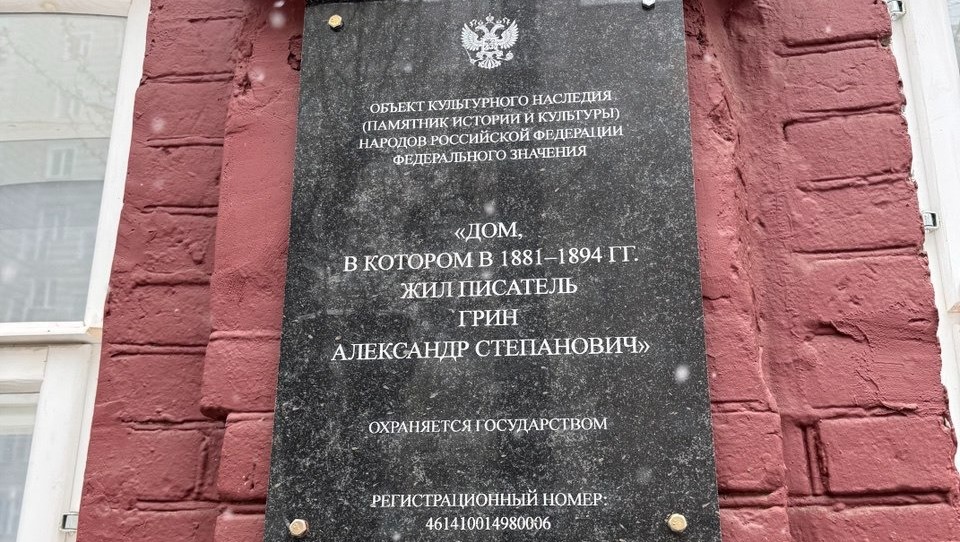 ОБЪЕКТ КУЛЬТУРНОГО НАСЛЕДИЯ
(ПАМЯТНИК ИСТОРИИ И КУЛЬТУРЫ)
НАРОДОВ РОССИЙСКОЙ ФЕДЕРАЦИИ
ФЕДЕРАЛЬНОГО ЗНАЧЕНИЯ
«ДОМ,
В КОТОРОМ В 1881–1894 ГГ.
ЖИЛ ПИСАТЕЛЬ
ГРИН
АЛЕКСАНДР СТЕПАНОВИЧ»
ОХРАНЯЕТСЯ ГОСУДАРСТВОМ
РЕГИСТРАЦИОННЫЙ НОМЕР:
461410014980006